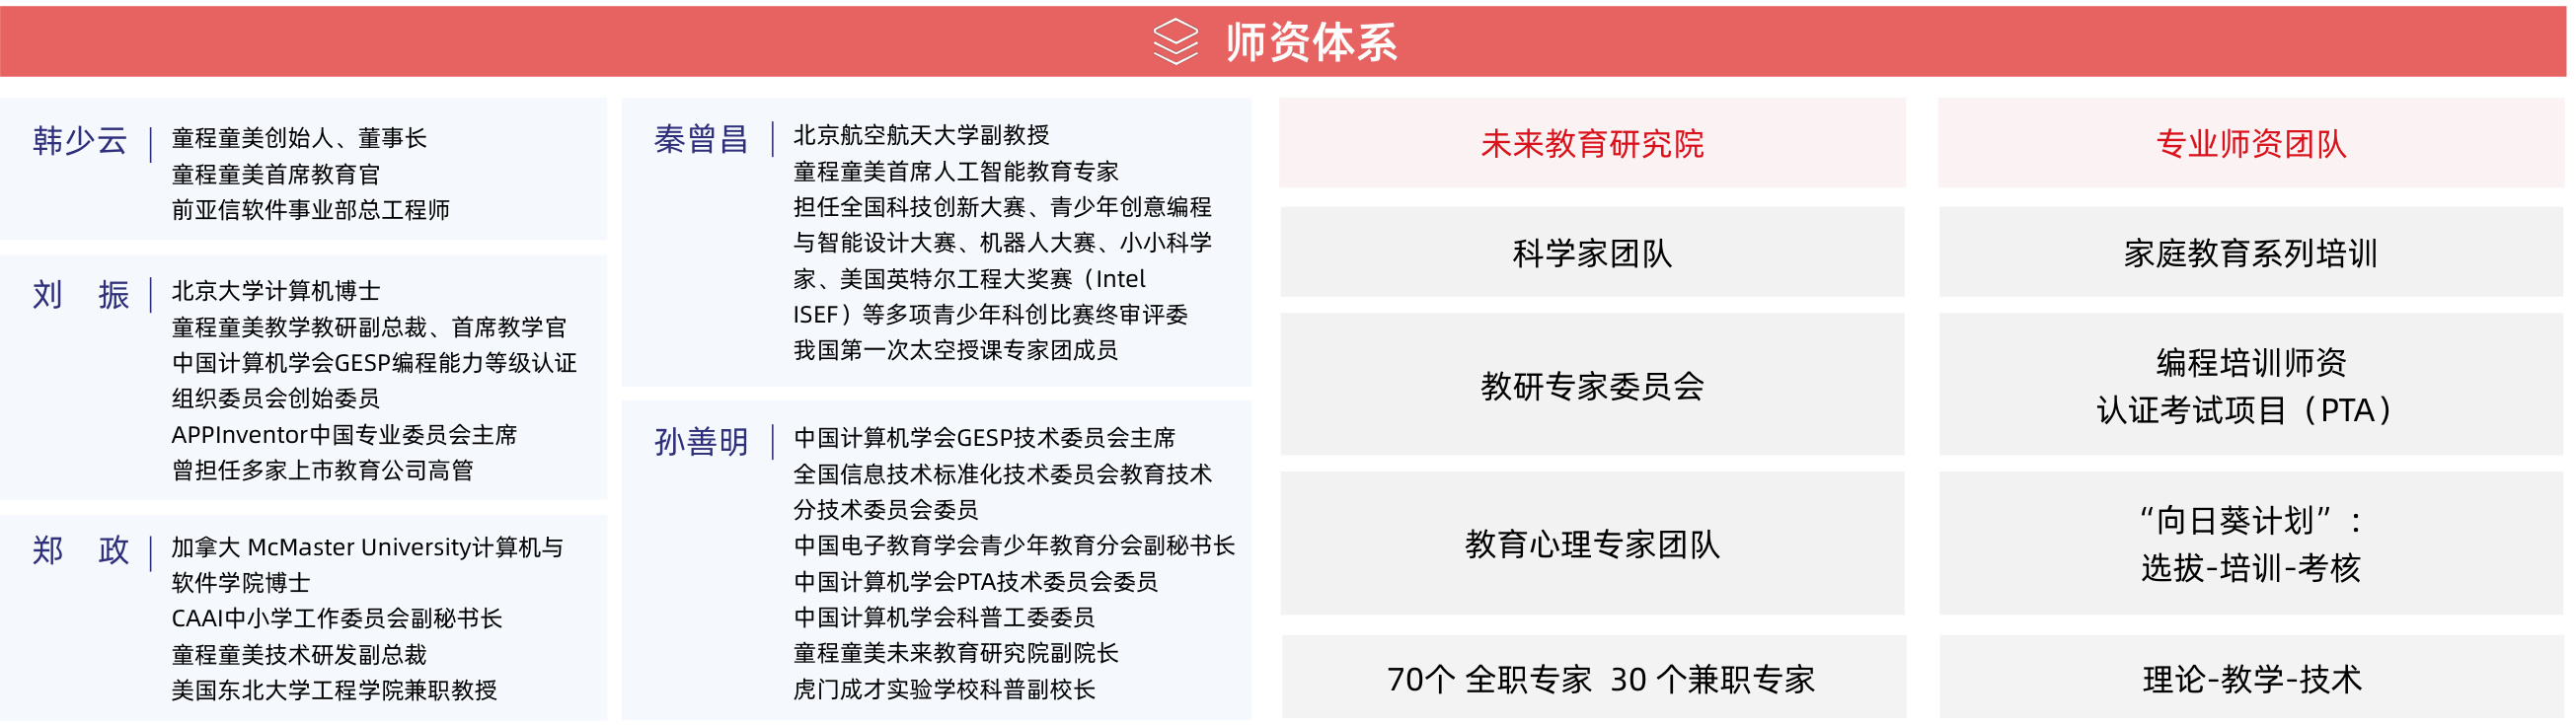 师资体系
韩少云
童程童美创始人、董事长
童程童美首席教育官
前亚信软件事业部总工程师
刘 振
北京大学计算机博士
童程童美教学教研副总裁、首席教学官
中国计算机学会GESP编程能力等级认证
组织委员会创始委员
APPInventor中国专业委员会主席
曾担任多家上市教育公司高管
郑 政
加拿大 McMaster University计算机与
软件学院博士
CAAI中小学工作委员会副秘书长
童程童美技术研发副总裁
美国东北大学工程学院兼职教授
秦曾昌
北京航空航天大学副教授
童程童美首席人工智能教育专家
担任全国科技创新大赛、青少年创意编程
与智能设计大赛、机器人大赛、小小科学
家、美国英特尔工程大奖赛（Intel
ISEF）等多项青少年科创比赛终审评委
我国第一次太空授课专家团成员
孙善明
中国计算机学会GESP技术委员会主席
全国信息技术标准化技术委员会教育技术
分技术委员会委员
中国电子教育学会青少年教育分会副秘书长
中国计算机学会PTA技术委员会委员
中国计算机学会科普工委委员
童程童美未来教育研究院副院长
虎门成才实验学校科普副校长
未来教育研究院
科学家团队
教研专家委员会
教育心理专家团队
70个 全职专家 30 个兼职专家
专业师资团队
家庭教育系列培训
编程培训师资
认证考试项目（PTA）
“向日葵计划”：
选拔-培训-考核
理论-教学-技术